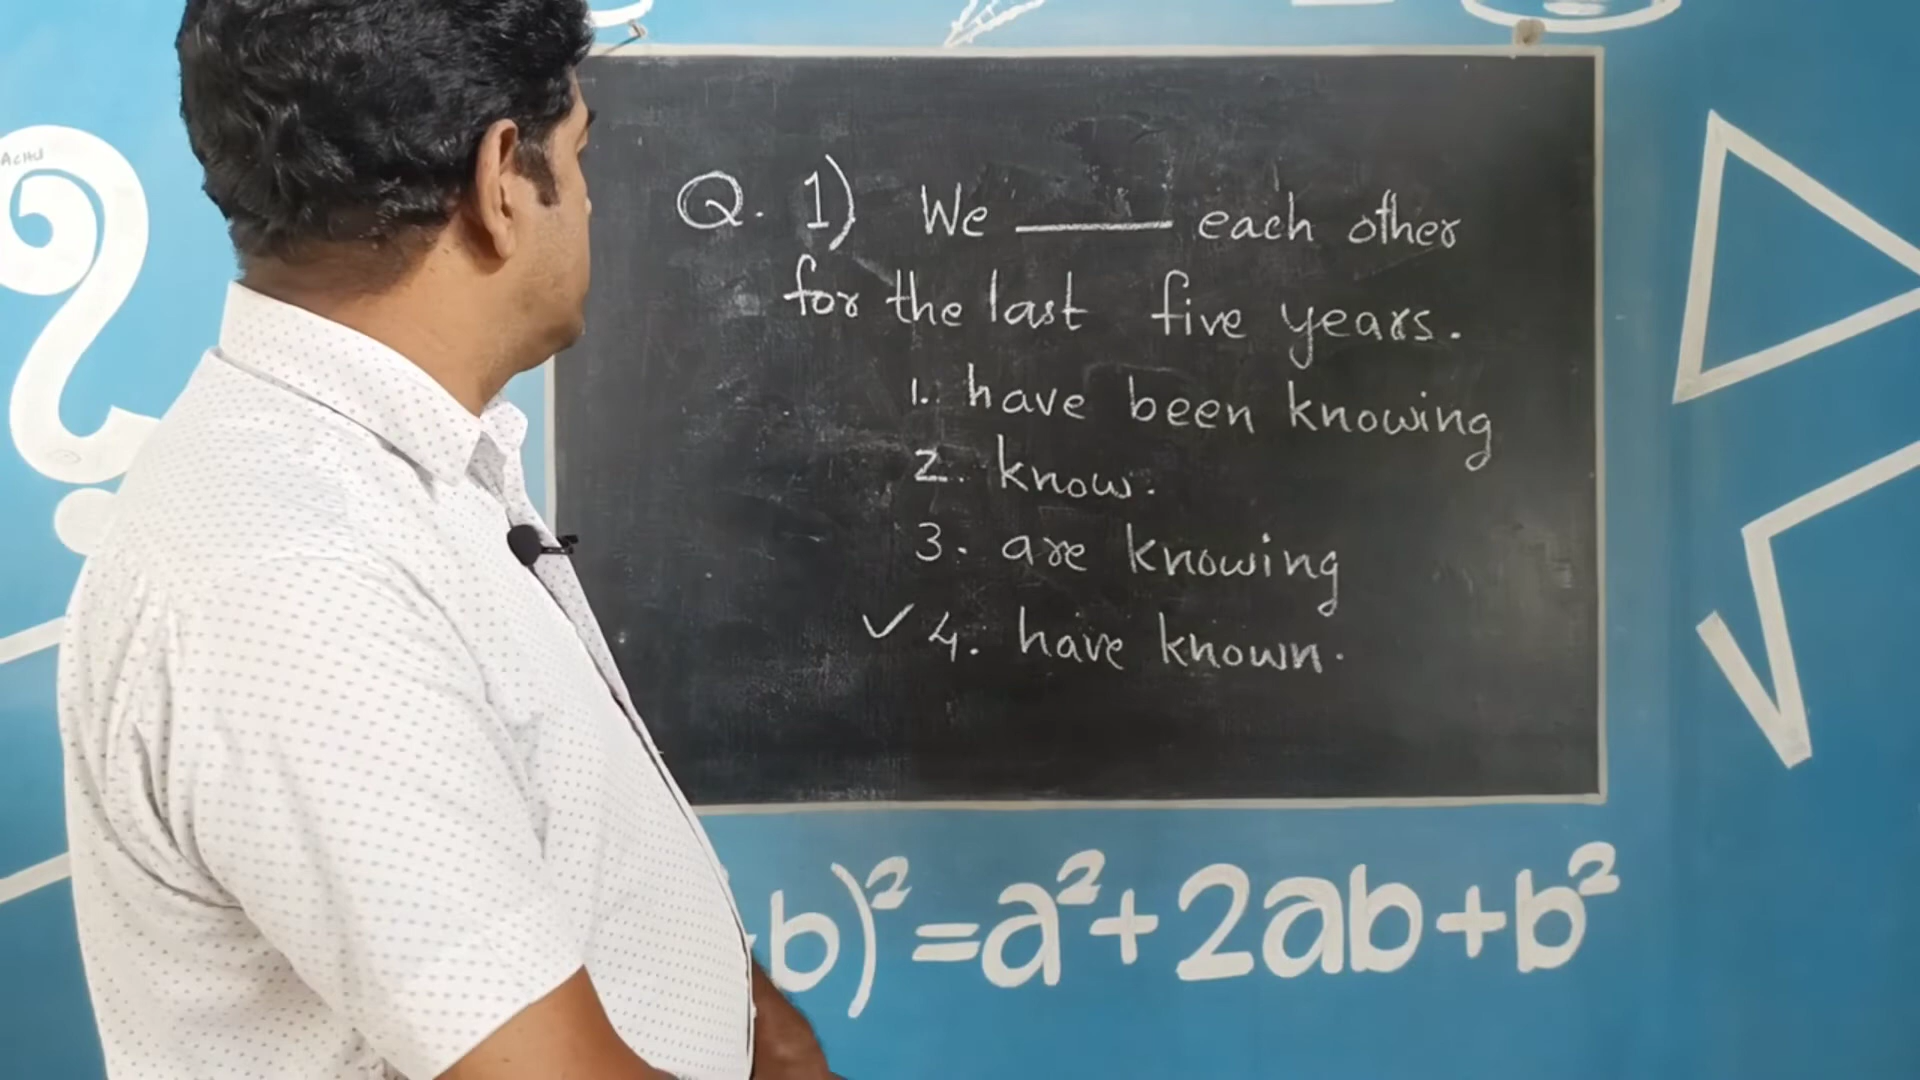 Q. 1) We ______ each other
for the last five years.
1. have been knowing
2. know.
3. are knowing
✓ 4. have known.
b)²=a²+2ab+b²